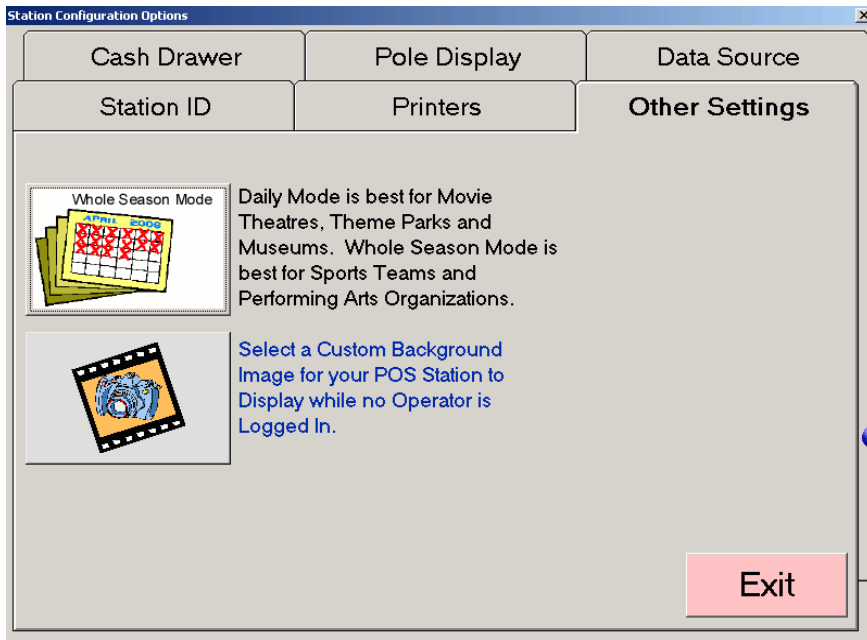 Station Configuration Options
Cash Drawer
Pole Display
Data Source
Station ID
Printers
Other Settings
Whole Season Mode
APRIL 2006
Daily Mode is best for Movie
Theatres, Theme Parks and
Museums. Whole Season Mode is
best for Sports Teams and
Performing Arts Organizations.
Select a Custom Background
Image for your POS Station to
Display while no Operator is
Logged In.
Exit